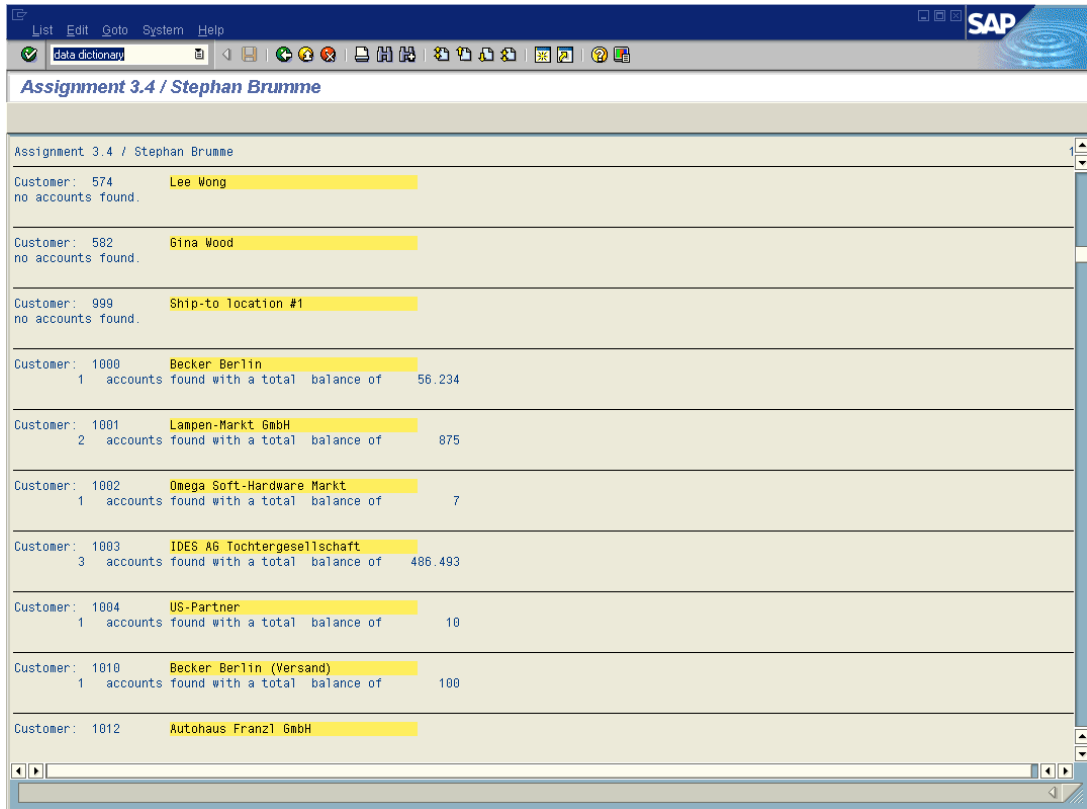 List Edit Goto System Help
SAP
data dictionary
Assignment 3.4 / Stephan Brumme
Assignment 3.4 / Stephan Brumme 1
Customer: 574 Lee Wong
no accounts found.
Customer: 582 Gina Wood
no accounts found.
Customer: 999 Ship-to location #1
no accounts found.
Customer: 1000 Becker Berlin
1 accounts found with a total balance of 56.234
Customer: 1001 Lampen-Markt GmbH
2 accounts found with a total balance of 875
Customer: 1002 Omega Soft-Hardware Markt
1 accounts found with a total balance of 7
Customer: 1003 IDES AG Tochtergesellschaft
3 accounts found with a total balance of 486.493
Customer: 1004 US-Partner
1 accounts found with a total balance of 10
Customer: 1010 Becker Berlin (Versand)
1 accounts found with a total balance of 100
Customer: 1012 Autohaus Franzl GmbH